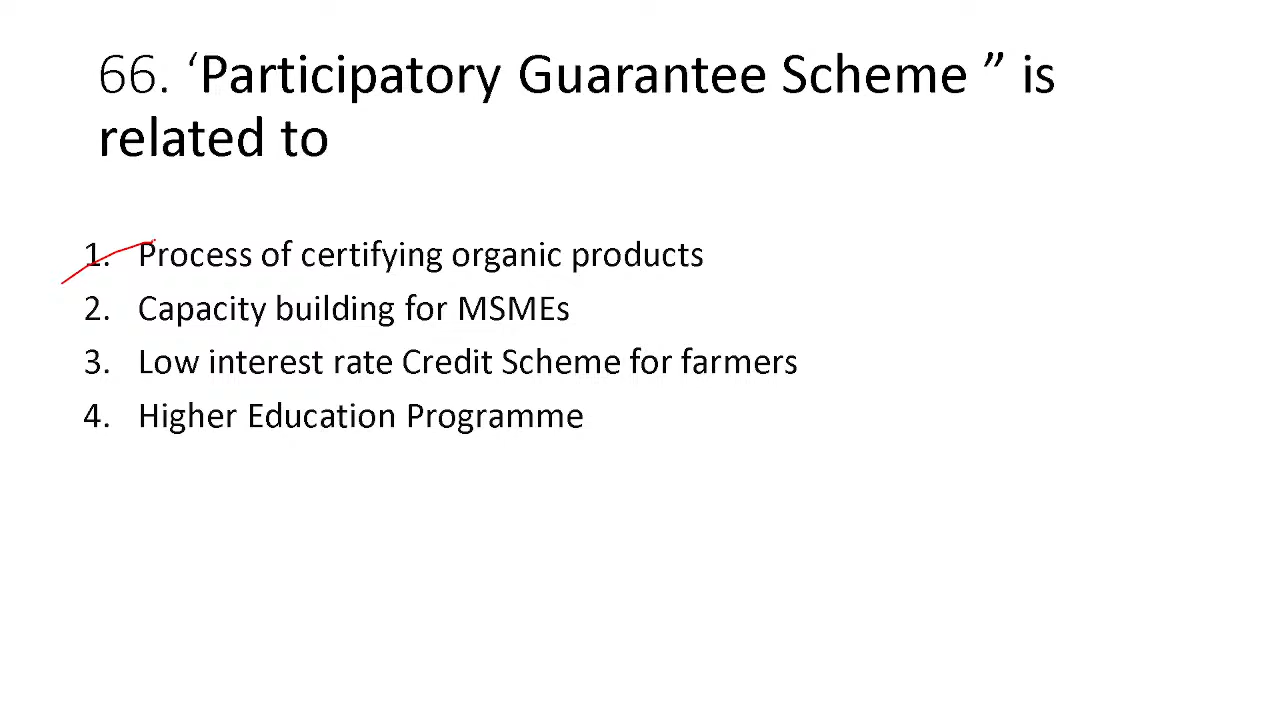 66. ‘Participatory Guarantee Scheme ” is
related to
1. Process of certifying organic products
2. Capacity building for MSMEs
3. Low interest rate Credit Scheme for farmers
4. Higher Education Programme